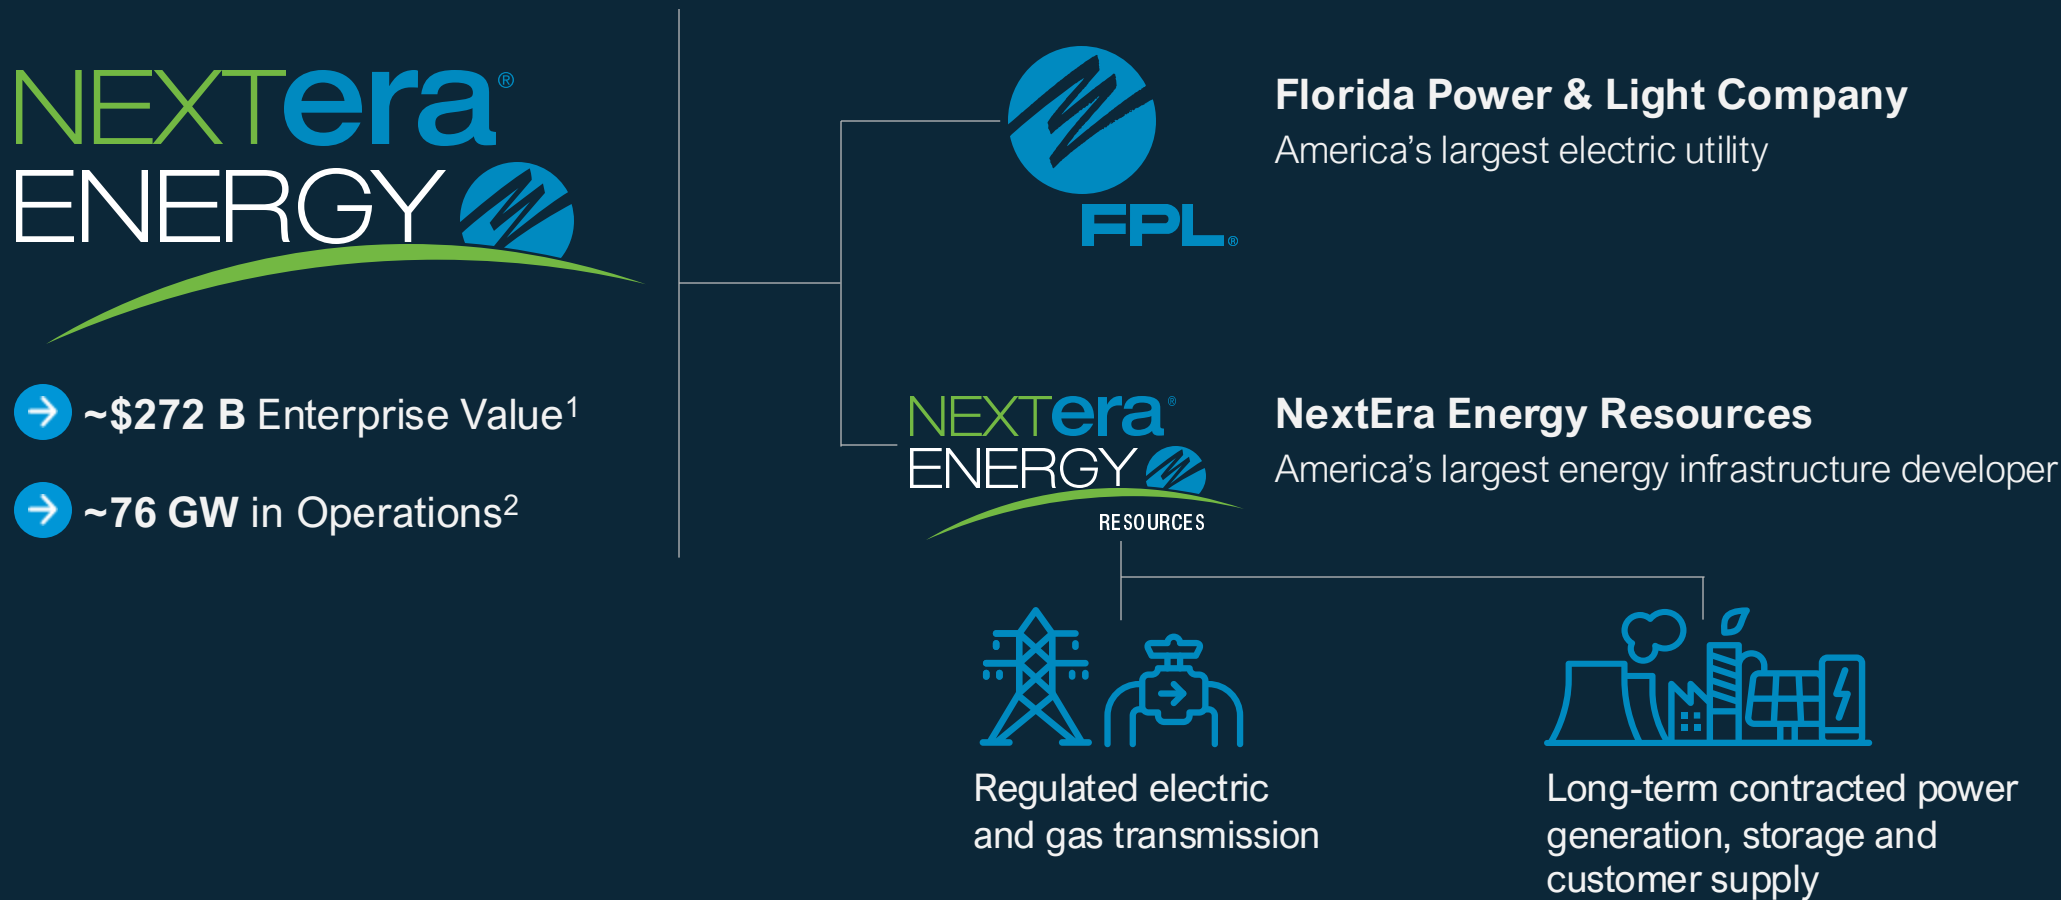 NEXTera®
ENERGY
~$272 B Enterprise Value¹
~76 GW in Operations²
FPL®
Florida Power & Light Company
America’s largest electric utility
NEXTera®
ENERGY
RESOURCES
NextEra Energy Resources
America’s largest energy infrastructure developer
Regulated electric
and gas transmission
Long-term contracted power
generation, storage and
customer supply